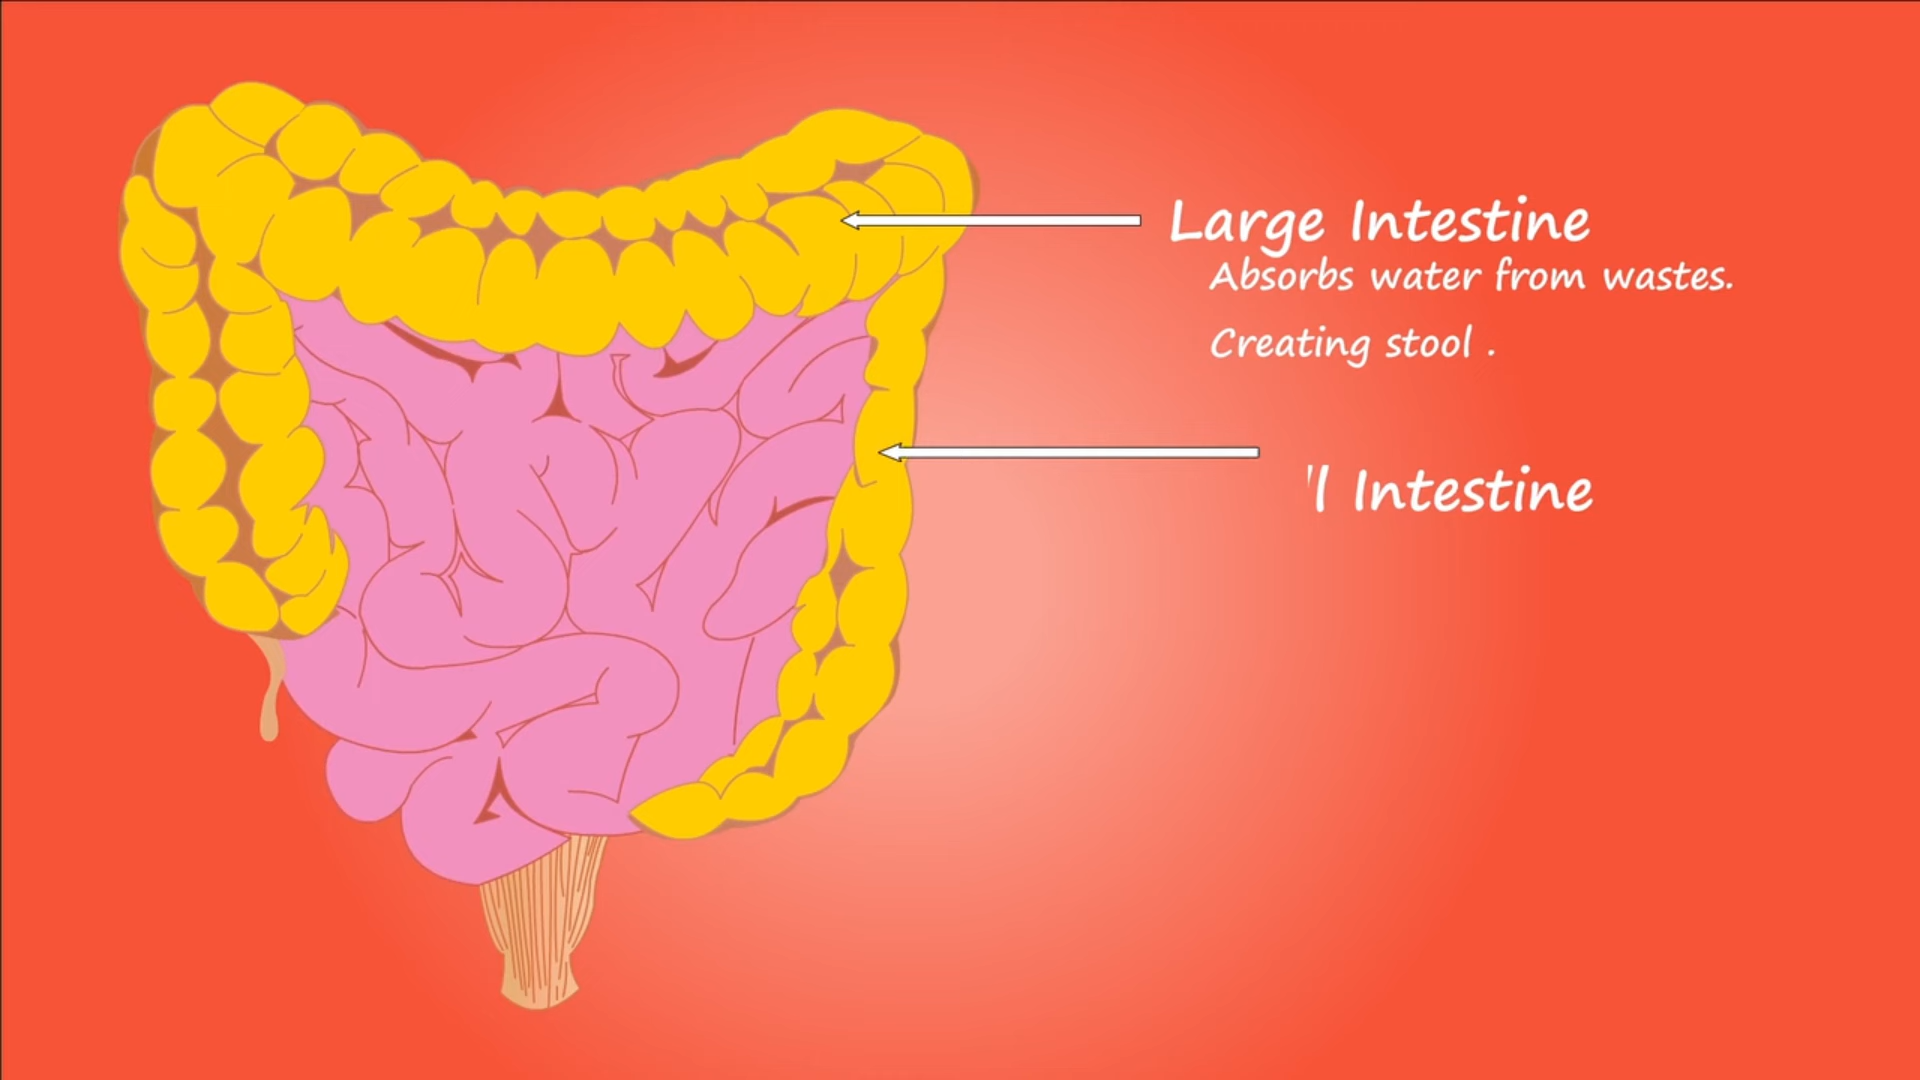 Large Intestine
Absorbs water from wastes.
Creating stool .
Intestine